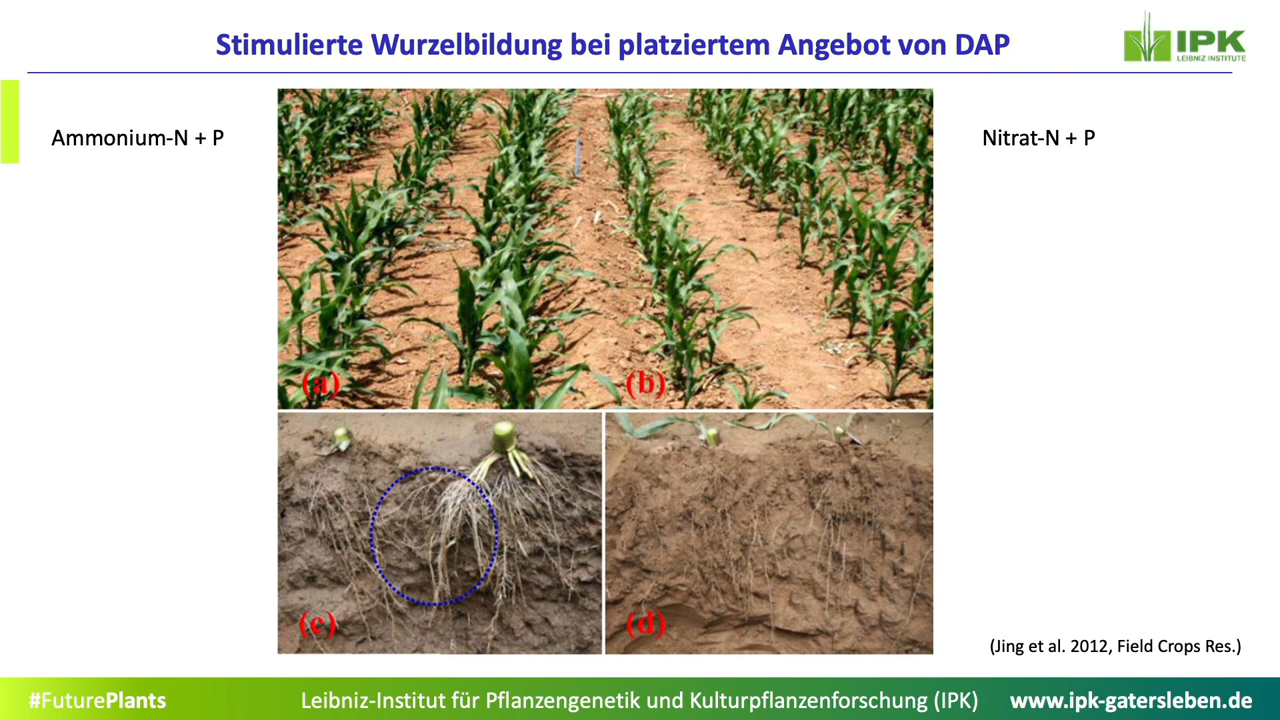 Stimulierte Wurzelbildung bei platziertem Angebot von DAP
IPK
LEIBNIZ INSTITUTE
Ammonium-N + P
Nitrat-N + P
(a)
(b)
(c)
(d)
(Jing et al. 2012, Field Crops Res.)
#FuturePlants
Leibniz-Institut für Pflanzengenetik und Kulturpflanzenforschung (IPK)
www.ipk-gatersleben.de